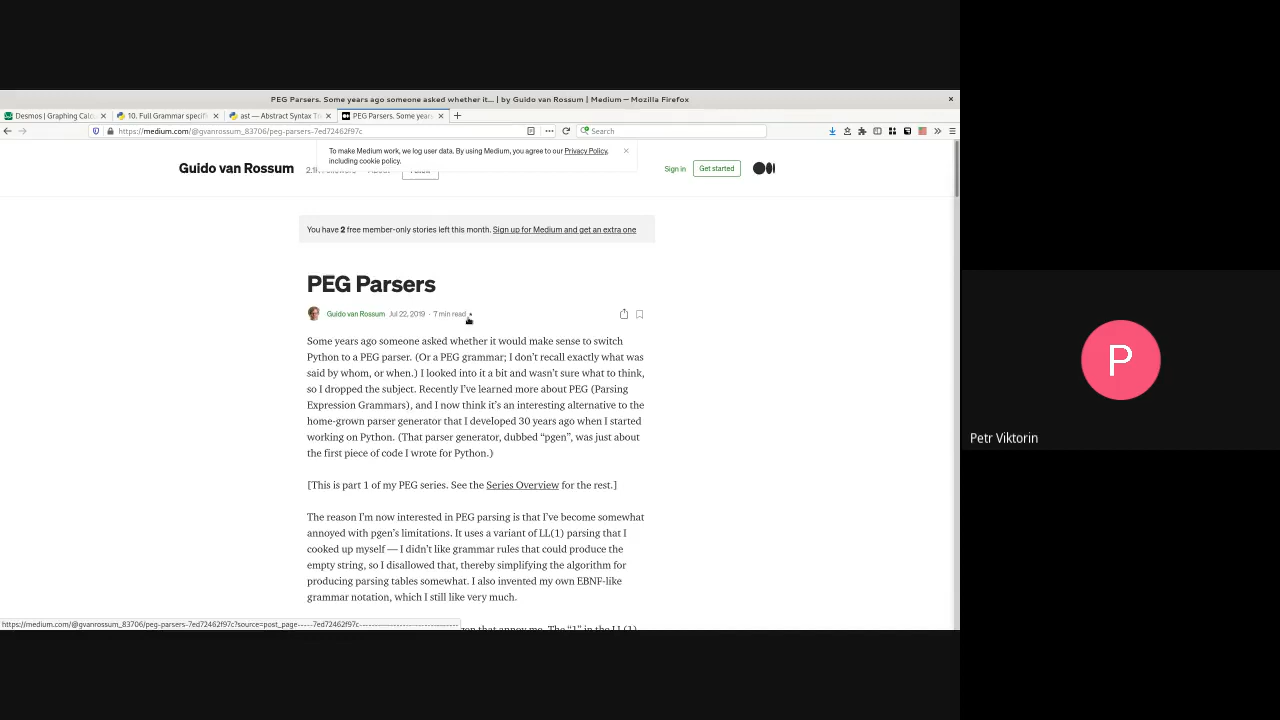 PEG Parsers. Some years ago someone asked whether it… | by Guido van Rossum | Medium — Mozilla Firefox
Desmos | Graphing Calc
10. Full Grammar specifi
ast — Abstract Syntax Tr
PEG Parsers. Some years
https://medium.com/@gvanrossum_83706/peg-parsers-7ed72462f97c
Search
To make Medium work, we log user data. By using Medium, you agree to our Privacy Policy,
including cookie policy.
Guido van Rossum
Followers
About
Follow
Sign in
Get started
You have 2 free member-only stories left this month. Sign up for Medium and get an extra one
PEG Parsers
Guido van Rossum Jul 22, 2019 · 7 min read
Some years ago someone asked whether it would make sense to switch
Python to a PEG parser. (Or a PEG grammar; I don’t recall exactly what was
said by whom, or when.) I looked into it a bit and wasn’t sure what to think,
so I dropped the subject. Recently I’ve learned more about PEG (Parsing
Expression Grammars), and I now think it’s an interesting alternative to the
home-grown parser generator that I developed 30 years ago when I started
working on Python. (That parser generator, dubbed “pgen”, was just about
the first piece of code I wrote for Python.)
[This is part 1 of my PEG series. See the Series Overview for the rest.]
The reason I’m now interested in PEG parsing is that I’ve become somewhat
annoyed with pgen’s limitations. It uses a variant of LL(1) parsing that I
cooked up myself — I didn’t like grammar rules that could produce the
empty string, so I disallowed that, thereby simplifying the algorithm for
producing parsing tables somewhat. I also invented my own EBNF-like
grammar notation, which I still like very much.
that annoy me. The “1” in the LL(1)
https://medium.com/@gvanrossum_83706/peg-parsers-7ed72462f97c?source=post_page-----7ed72462f97c--------------------------------
P
Petr Viktorin